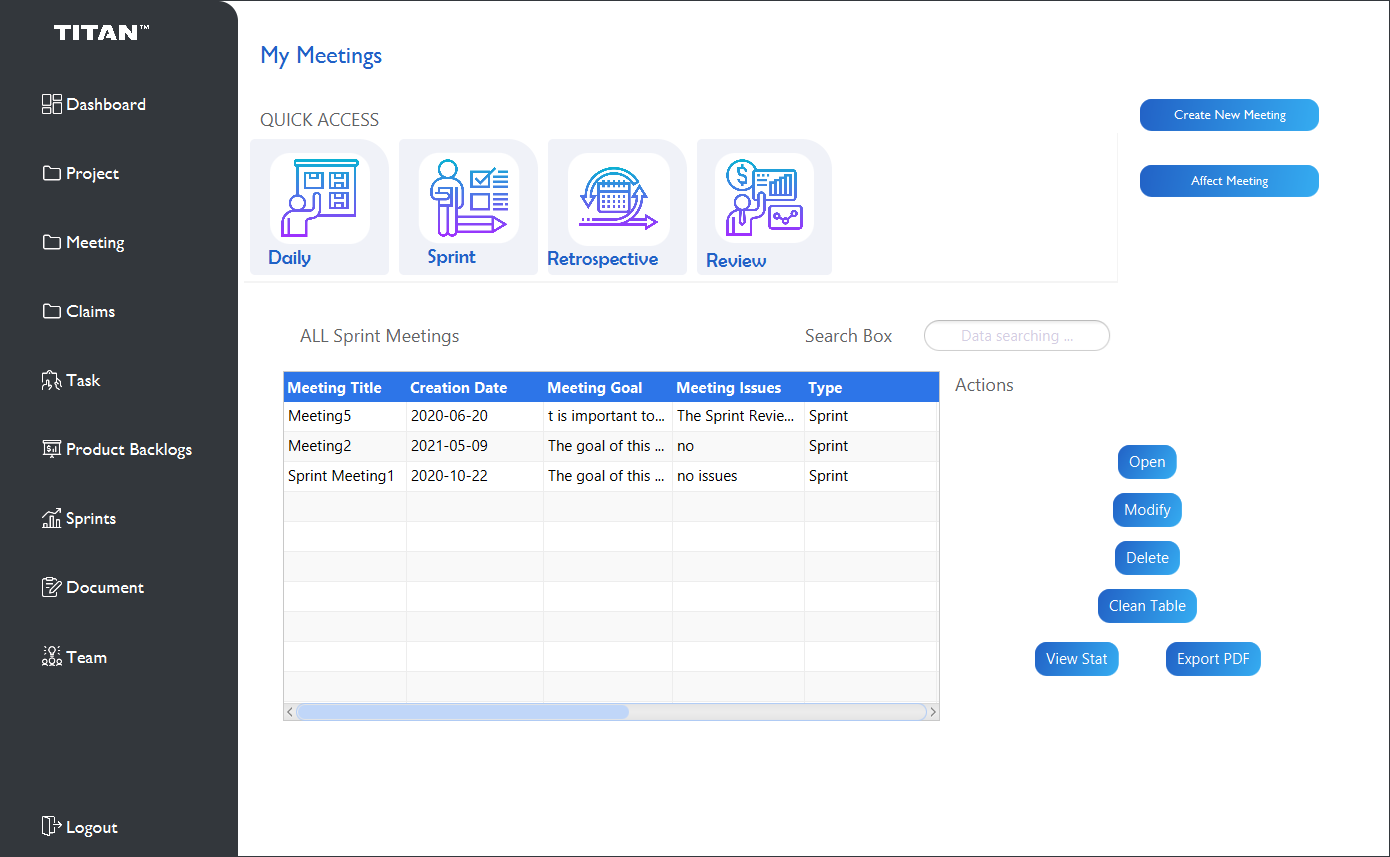 TITAN™
Dashboard
Project
Meeting
Claims
Task
Product Backlogs
Sprints
Document
Team
Logout
My Meetings
QUICK ACCESS
Daily
Sprint
Retrospective
Review
Create New Meeting
Affect Meeting
ALL Sprint Meetings
Search Box
Data searching ...
Meeting Title Creation Date Meeting Goal Meeting Issues Type
Meeting5 2020-06-20 t is important to... The Sprint Revie... Sprint
Meeting2 2021-05-09 The goal of this ... no Sprint
Sprint Meeting1 2020-10-22 The goal of this ... no issues Sprint
Actions
Open
Modify
Delete
Clean Table
View Stat Export PDF